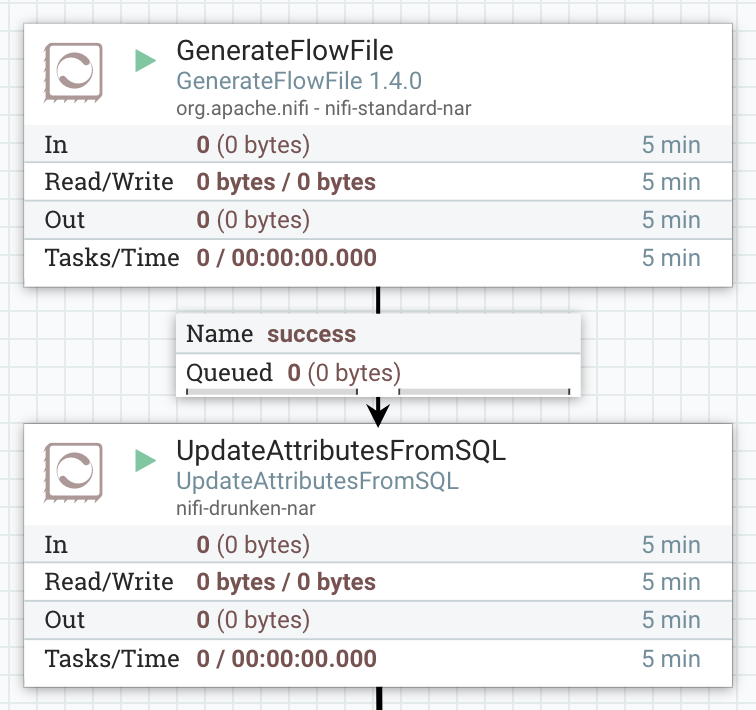 GenerateFlowFile
GenerateFlowFile 1.4.0
org.apache.nifi - nifi-standard-nar
In 0 (0 bytes) 5 min
Read/Write 0 bytes / 0 bytes 5 min
Out 0 (0 bytes) 5 min
Tasks/Time 0 / 00:00:00.000 5 min
Name success
Queued 0 (0 bytes)
UpdateAttributesFromSQL
UpdateAttributesFromSQL
nifi-drunken-nar
In 0 (0 bytes) 5 min
Read/Write 0 bytes / 0 bytes 5 min
Out 0 (0 bytes) 5 min
Tasks/Time 0 / 00:00:00.000 5 min